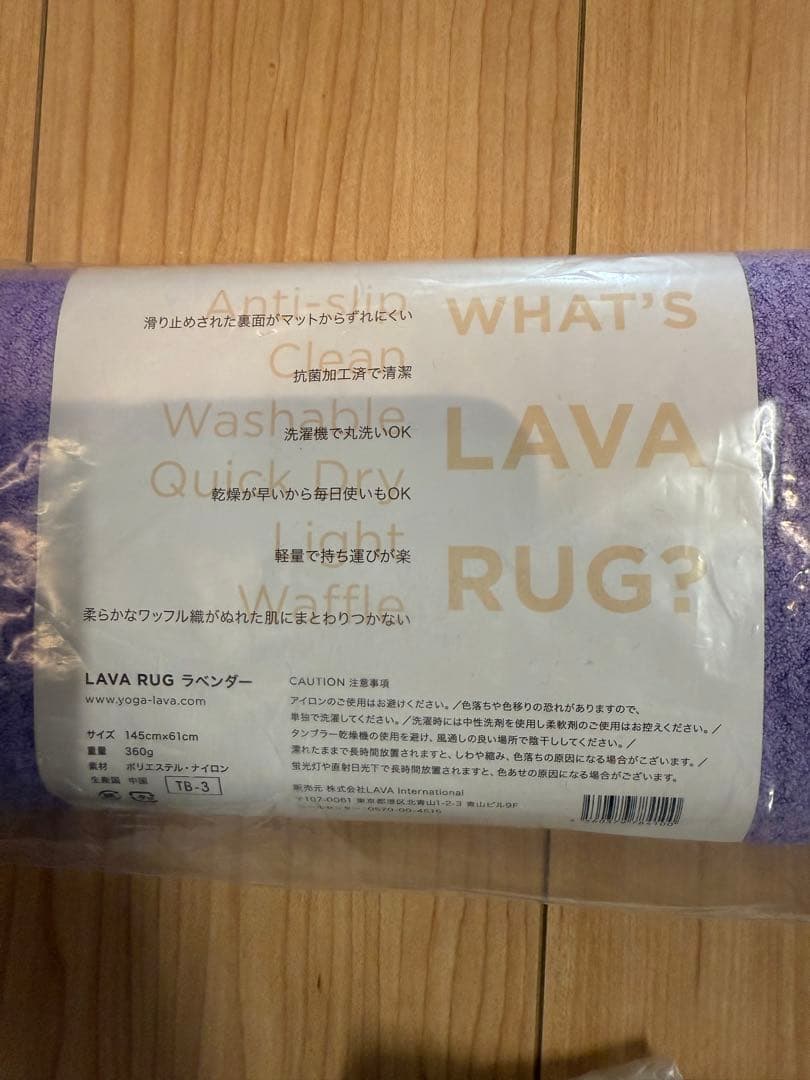 Anti-slip
滑り止めされた裏面がマットからずれにくい
Clean
抗菌加工済で清潔
Washable
洗濯機で丸洗いOK
Quick Dry
乾燥が早いから毎日使いもOK
Light
軽量で持ち運びが楽
Waffle
柔らかなワッフル織がぬれた肌にまとわりつかない
WHAT'S
LAVA
RUG?
LAVA RUG ラベンダー
www.yoga-lava.com
サイズ 145cm×61cm
重量 360g
素材 ポリエステル・ナイロン
生産国 中国
TB-3
CAUTION 注意事項
アイロンのご使用はお避けください。／色落ちや色移りの恐れがありますので、
単独で洗濯してください。／洗濯時には中性洗剤を使用し柔軟剤のご使用はお控えください。／
タンブラー乾燥機の使用を避け、風通しの良い場所で陰干ししてください。／
濡れたままで長時間放置されますと、しわや縮み、色落ちの原因になる場合がございます。／
蛍光灯や直射日光下で長時間放置されますと、色あせの原因になる場合がございます。
販売元 株式会社LAVA International
〒107-0061 東京都港区北青山1-2-3 青山ビル9F